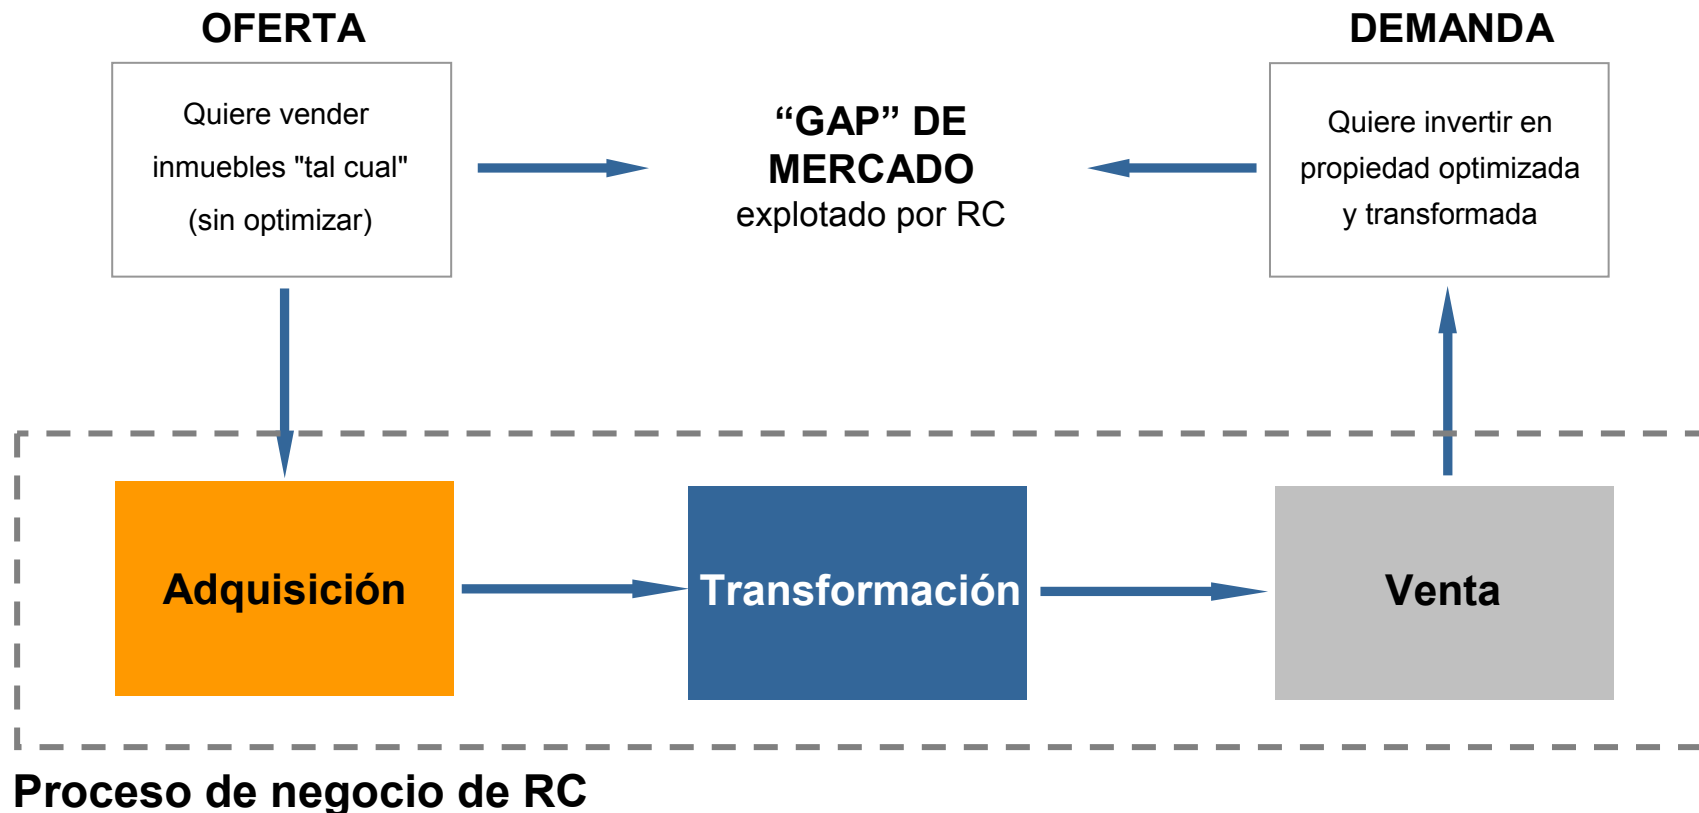 OFERTA
Quiere vender
inmuebles "tal cual"
(sin optimizar)
“GAP” DE
MERCADO
explotado por RC
DEMANDA
Quiere invertir en
propiedad optimizada
y transformada
Adquisición
Transformación
Venta
Proceso de negocio de RC